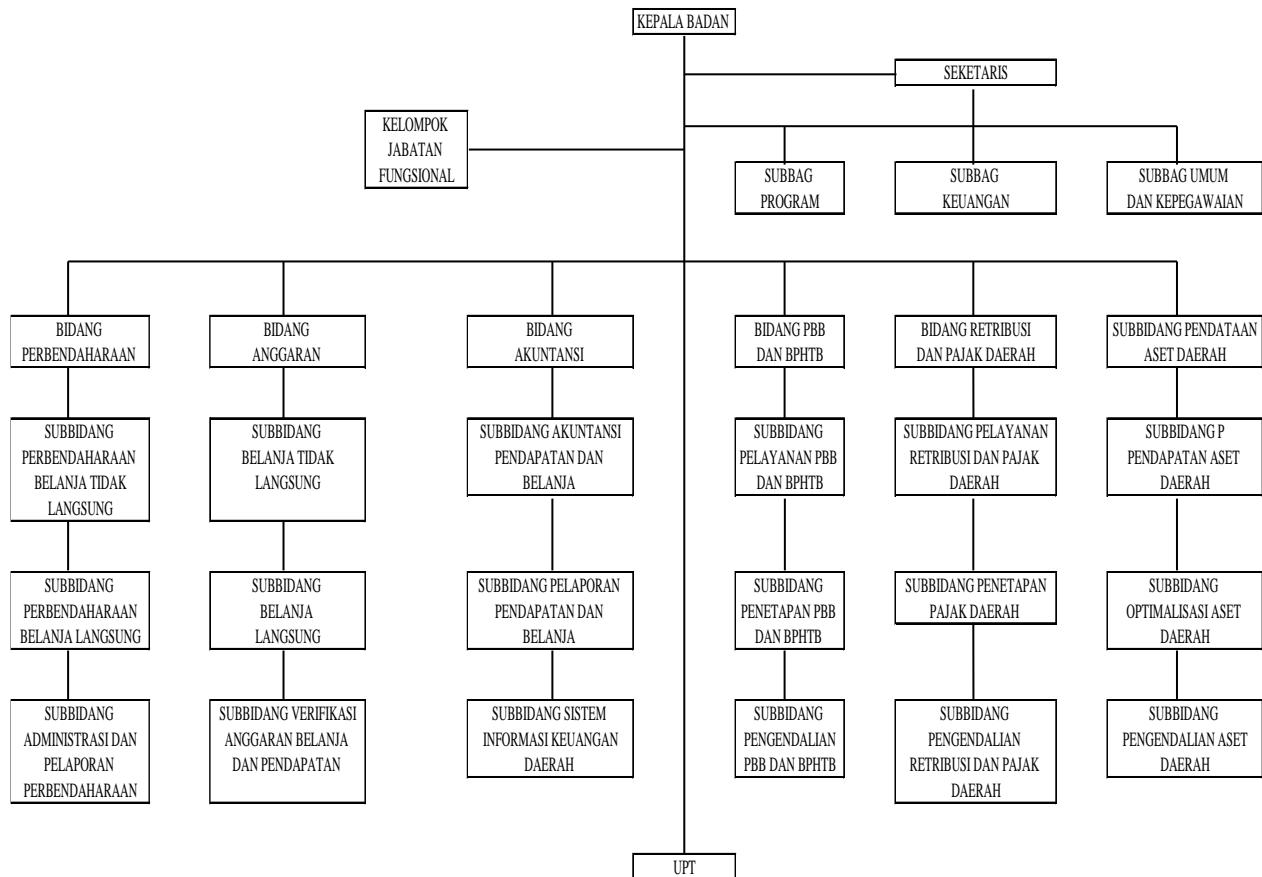 KEPALA BADAN
SEKETARIS
KELOMPOK
JABATAN
FUNGSIONAL
SUBBAG
PROGRAM
SUBBAG
KEUANGAN
SUBBAG UMUM
DAN KEPEGAWAIAN
BIDANG
PERBENDAHARAAN
BIDANG
ANGGARAN
BIDANG
AKUNTANSI
BIDANG PBB
DAN BPHTB
BIDANG RETRIBUSI
DAN PAJAK DAERAH
SUBBIDANG PENDATAAN
ASET DAERAH
SUBBIDANG
PERBENDAHARAAN
BELANJA TIDAK
LANGSUNG
SUBBIDANG
BELANJA TIDAK
LANGSUNG
SUBBIDANG AKUNTANSI
PENDAPATAN DAN
BELANJA
SUBBIDANG
PELAYANAN PBB
DAN BPHTB
SUBBIDANG PELAYANAN
RETRIBUSI DAN PAJAK
DAERAH
SUBBIDANG P
PENDAPATAN ASET
DAERAH
SUBBIDANG
PERBENDAHARAAN
BELANJA LANGSUNG
SUBBIDANG
BELANJA
LANGSUNG
SUBBIDANG PELAPORAN
PENDAPATAN DAN
BELANJA
SUBBIDANG
PENETAPAN PBB
DAN BPHTB
SUBBIDANG PENETAPAN
PAJAK DAERAH
SUBBIDANG
OPTIMALISASI ASET
DAERAH
SUBBIDANG
ADMINISTRASI DAN
PELAPORAN
PERBENDAHARAAN
SUBBIDANG VERIFIKASI
ANGGARAN BELANJA
DAN PENDAPATAN
SUBBIDANG SISTEM
INFORMASI KEUANGAN
DAERAH
SUBBIDANG
PENGENDALIAN
PBB DAN BPHTB
SUBBIDANG
PENGENDALIAN
RETRIBUSI DAN PAJAK
DAERAH
SUBBIDANG
PENGENDALIAN ASET
DAERAH
UPT